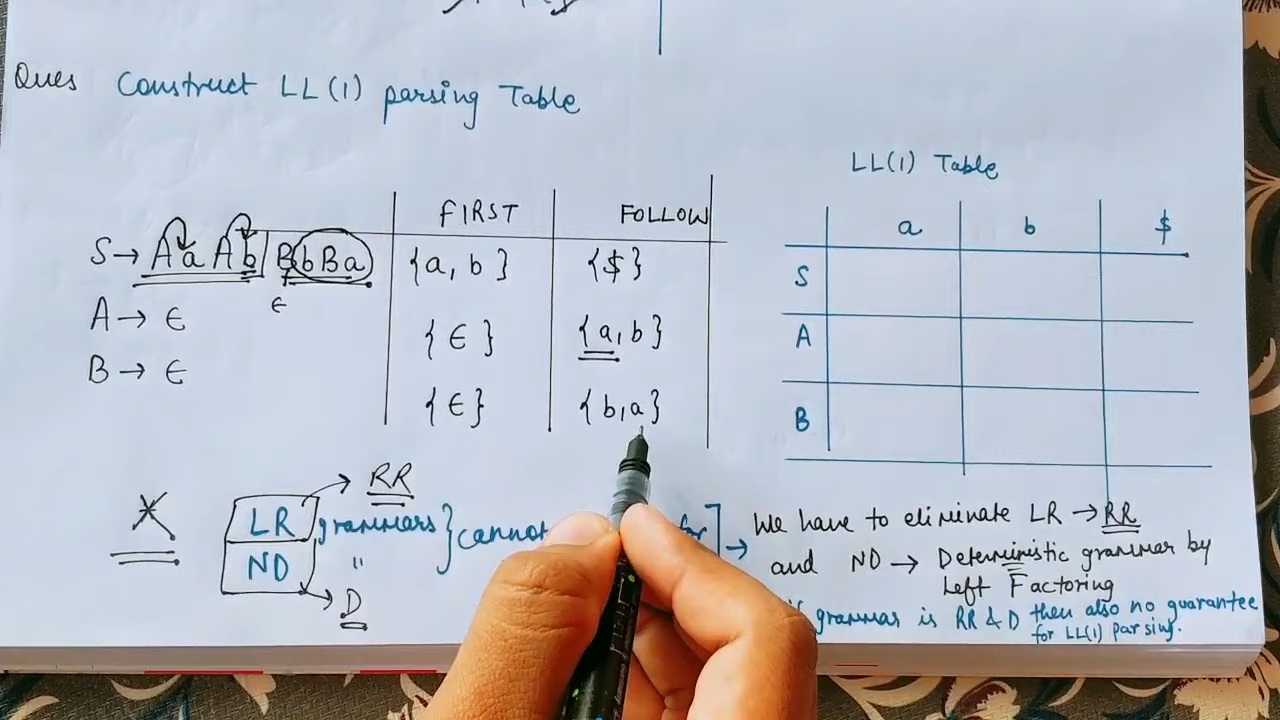 Ques Construct LL(1) parsing Table
FIRST FOLLOW
S → AaAb | BbBa {a, b} {$}
ϵ
A → ϵ {ϵ} {a, b}
B → ϵ {ϵ} {b, a}
LL(1) Table
a b $
S
A
B
RR
LR grammars } cannot for
ND "
D
We have to eliminate LR → RR
and ND → Deterministic grammar by
Left Factoring
grammar is RR & D then also no guarantee
for LL(1) parsing.